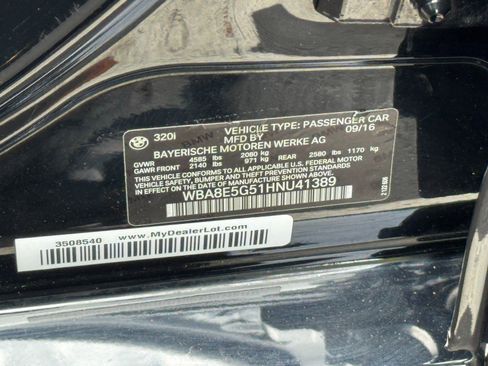 320i VEHICLE TYPE: PASSENGER CAR
MFD BY 09/16
BAYERISCHE MOTOREN WERKE AG
GVWR 4585 lbs 2080 kg
GAWR FRONT 2140 lbs 971 kg REAR 2580 lbs 1170 kg
THIS VEHICLE CONFORMS TO ALL APPLICABLE U.S. FEDERAL MOTOR
VEHICLE SAFETY, BUMPER AND THEFT PREVENTION STANDARDS
IN EFFECT ON THE DATE OF MANUFACTURE SHOWN ABOVE.
WBA8E5G51HNU41389
3508540 www.MyDealerLot.com